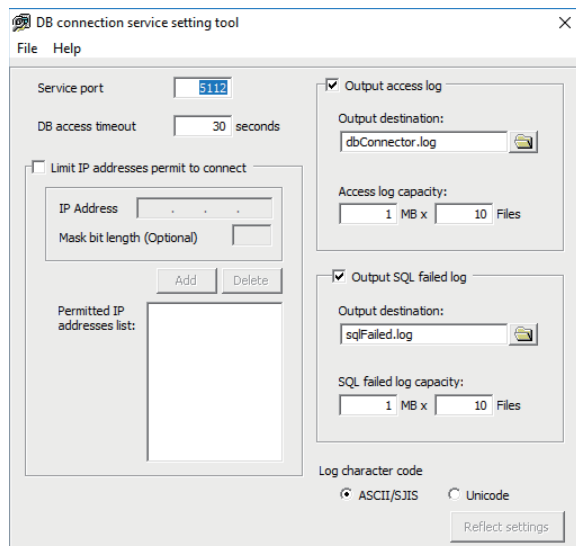 DB connection service setting tool
File Help
Service port 5112
DB access timeout 30 seconds
Limit IP addresses permit to connect
IP Address . . .
Mask bit length (Optional)
Add Delete
Permitted IP
addresses list:
Output access log
Output destination:
dbConnector.log
Access log capacity:
1 MB x 10 Files
Output SQL failed log
Output destination:
sqlFailed.log
SQL failed log capacity:
1 MB x 10 Files
Log character code
ASCII/SJIS Unicode
Reflect settings